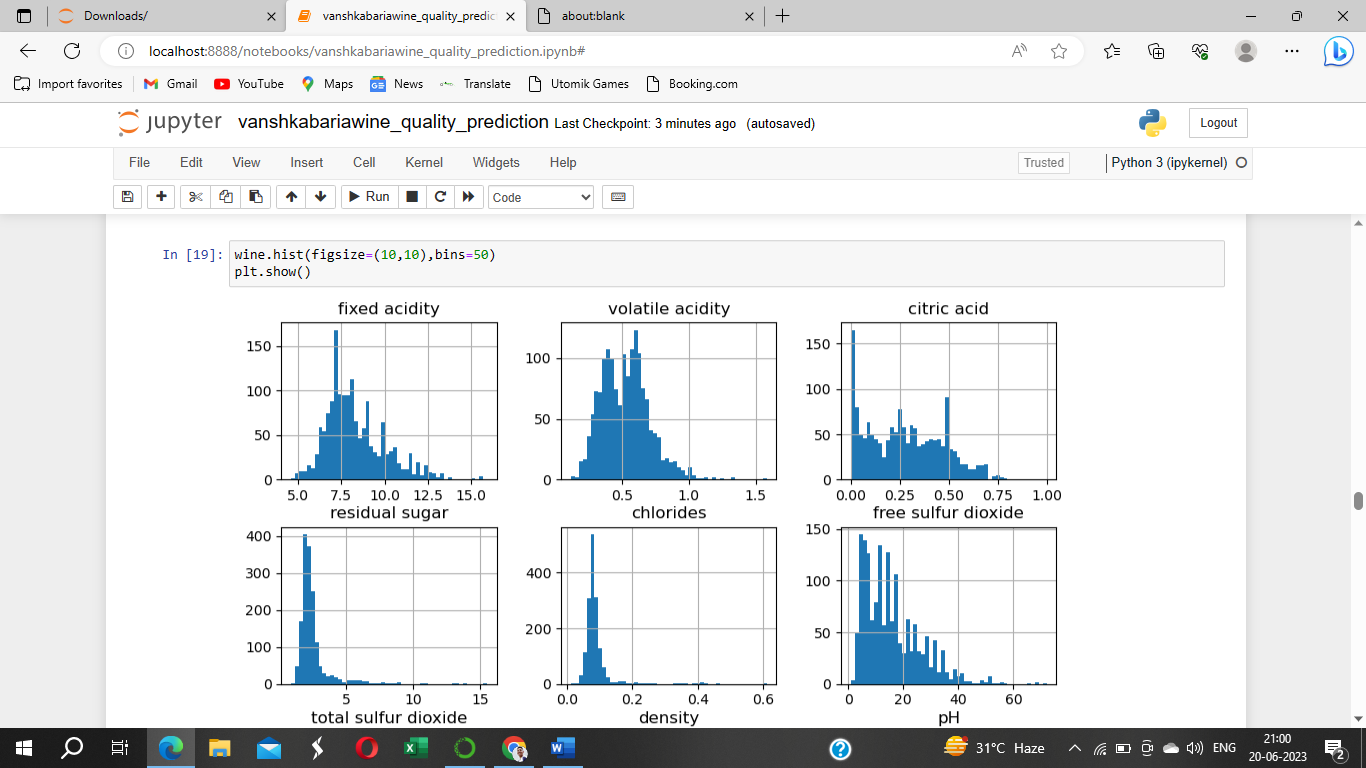 Downloads/
vanshkabariawine_quality_predic
about:blank
localhost:8888/notebooks/vanshkabariawine_quality_prediction.ipynb#
Import favorites
Gmail
YouTube
Maps
News
Translate
Utomik Games
Booking.com
jupyter vanshkabariawine_quality_prediction Last Checkpoint: 3 minutes ago (autosaved)
Logout
File Edit View Insert Cell Kernel Widgets Help
Trusted
Python 3 (ipykernel)
Run
Code
In [19]: wine.hist(figsize=(10,10),bins=50)
plt.show()
fixed acidity
150
100
50
0
5.0 7.5 10.0 12.5 15.0
volatile acidity
100
50
0
0.5 1.0 1.5
citric acid
150
100
50
0
0.00 0.25 0.50 0.75 1.00
residual sugar
400
300
200
100
0
5 10 15
chlorides
400
200
0
0.0 0.2 0.4 0.6
free sulfur dioxide
150
100
50
0
0 20 40 60
total sulfur dioxide
density
pH
31°C Haze
ENG
21:00
20-06-2023
2